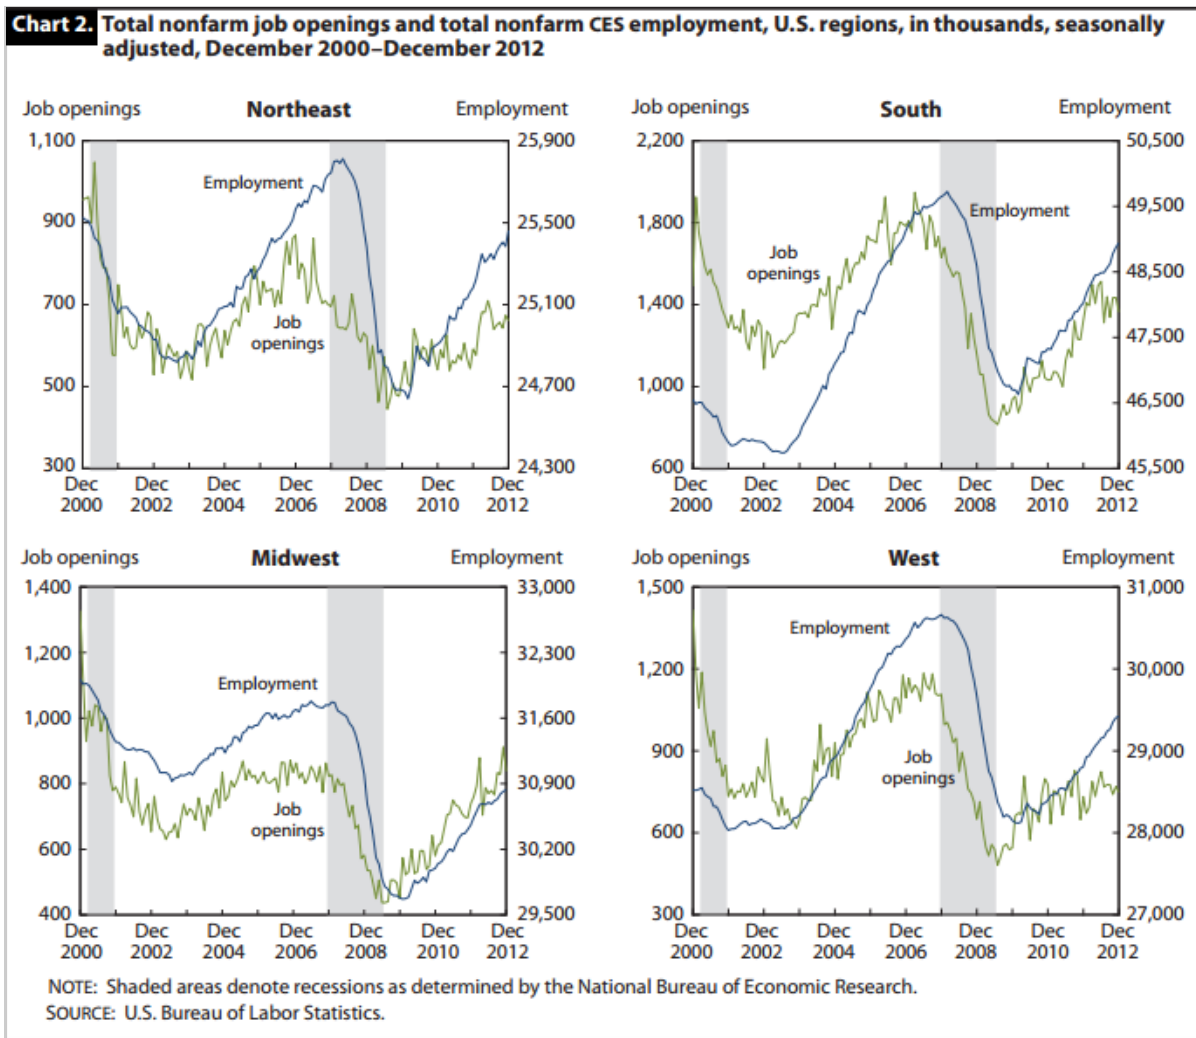 Chart 2. Total nonfarm job openings and total nonfarm CES employment, U.S. regions, in thousands, seasonally
adjusted, December 2000–December 2012
Job openings Northeast Employment
1,100 25,900
Employment
900 25,500
700 25,100
Job
openings
500 24,700
300 24,300
Dec Dec Dec Dec Dec Dec Dec
2000 2002 2004 2006 2008 2010 2012
Job openings South Employment
2,200 50,500
1,800 49,500
Employment
Job
openings
48,500
1,400
47,500
1,000
46,500
600 45,500
Dec Dec Dec Dec Dec Dec Dec
2000 2002 2004 2006 2008 2010 2012
Job openings Midwest Employment
1,400 33,000
1,200 32,300
Employment
1,000 31,600
800 30,900
Job
openings
600 30,200
400 29,500
Dec Dec Dec Dec Dec Dec Dec
2000 2002 2004 2006 2008 2010 2012
Job openings West Employment
1,500 31,000
Employment
1,200 30,000
900 29,000
Job
openings
600 28,000
300 27,000
Dec Dec Dec Dec Dec Dec Dec
2000 2002 2004 2006 2008 2010 2012
NOTE: Shaded areas denote recessions as determined by the National Bureau of Economic Research.
SOURCE: U.S. Bureau of Labor Statistics.